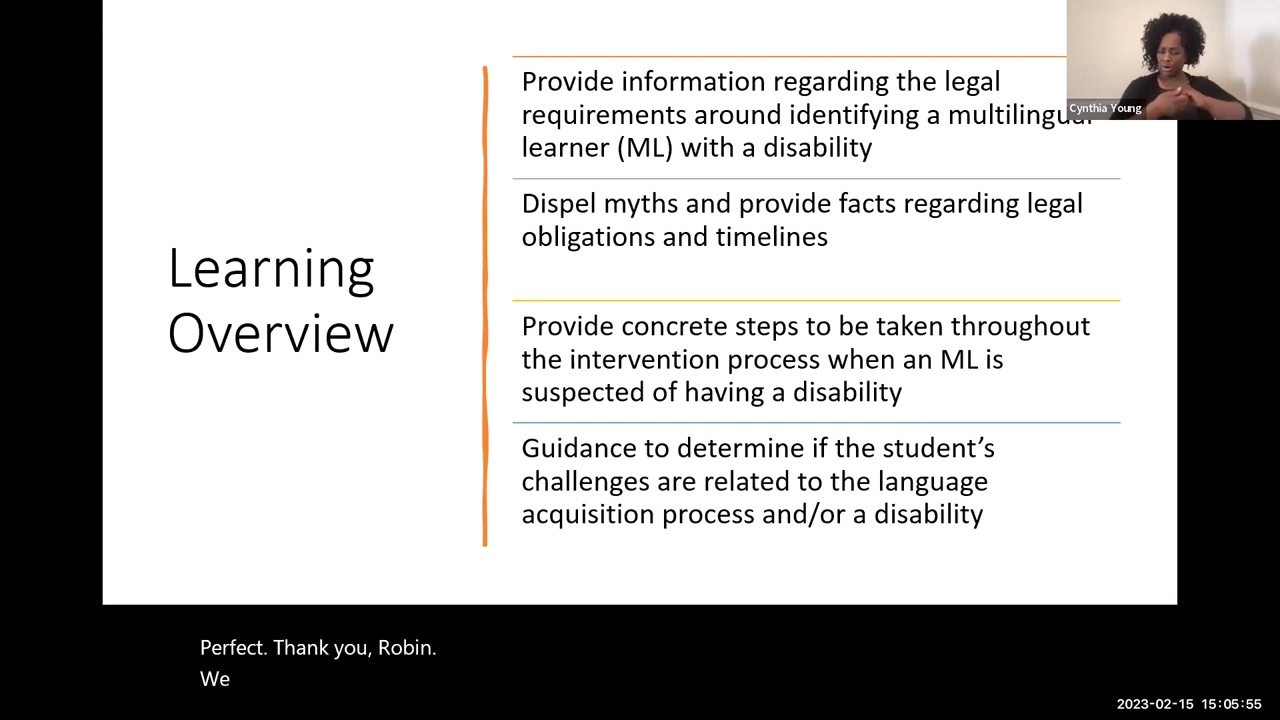 Learning
Overview
Provide information regarding the legal
requirements around identifying a multilingual
learner (ML) with a disability
Dispel myths and provide facts regarding legal
obligations and timelines
Provide concrete steps to be taken throughout
the intervention process when an ML is
suspected of having a disability
Guidance to determine if the student’s
challenges are related to the language
acquisition process and/or a disability
Cynthia Young
Perfect. Thank you, Robin.
We
2023-02-15 15:05:55